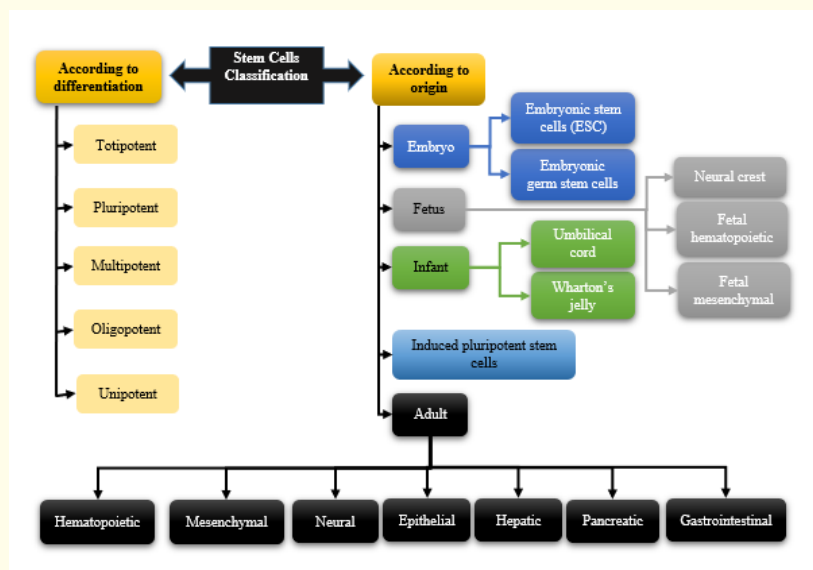 Stem Cells
Classification
According to
differentiation
Totipotent
Pluripotent
Multipotent
Oligopotent
Unipotent
According to
origin
Embryo
Embryonic stem
cells (ESC)
Embryonic
germ stem cells
Fetus
Neural crest
Fetal
hematopoietic
Fetal
mesenchymal
Infant
Umbilical
cord
Wharton's
jelly
Induced pluripotent stem
cells
Adult
Hematopoietic
Mesenchymal
Neural
Epithelial
Hepatic
Pancreatic
Gastrointestinal